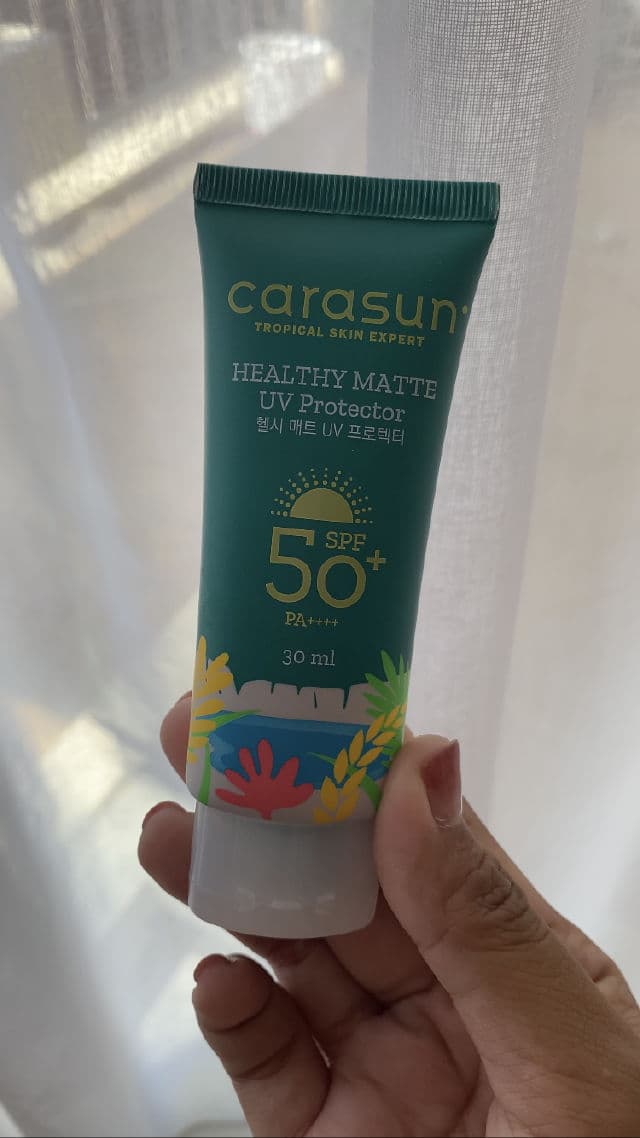 carasun
TROPICAL SKIN EXPERT
HEALTHY MATTE
UV Protector
헬시 매트 UV 프로텍터
SPF
50+
PA++++
30 ml